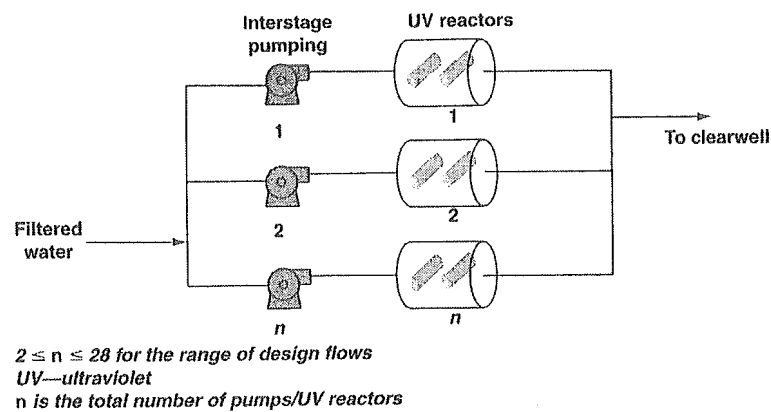 Interstage
pumping
UV reactors
1
1
To clearwell
2
2
Filtered
water
n
n
2 ≤ n ≤ 28 for the range of design flows
UV—ultraviolet
n is the total number of pumps/UV reactors